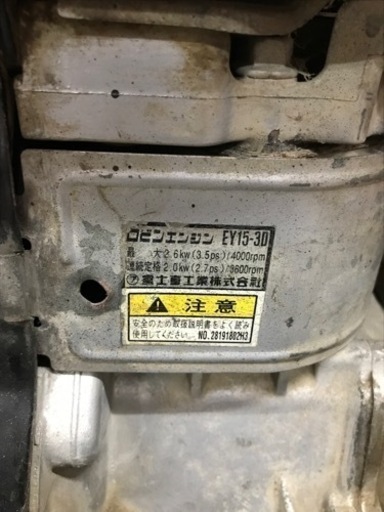 ロビンエンジン EY15-3D
最 大2.6kw(3.5ps)/4000rpm
連続定格2.0kw(2.7ps)/3600rpm
富士重工業株式会社
注意
安全のため取扱説明書をよく読み
使用してください。 NO.28191802H3